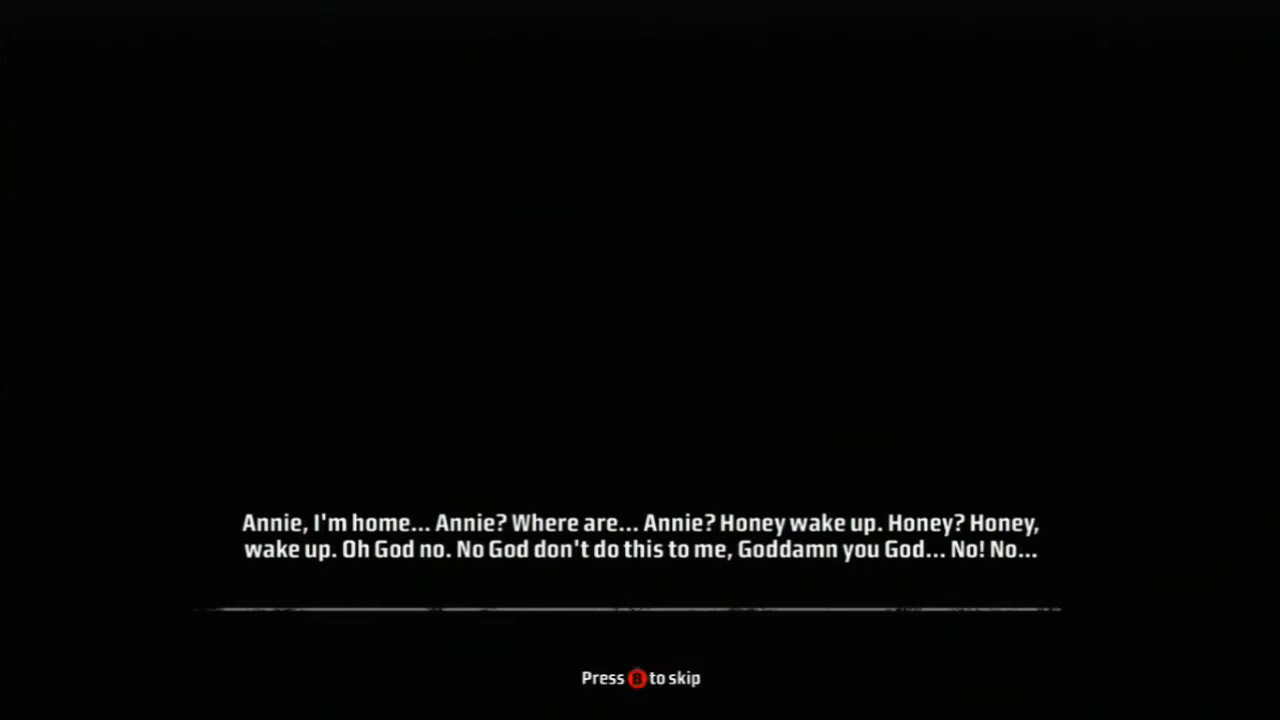 Annie, I'm home... Annie? Where are... Annie? Honey wake up. Honey? Honey,
wake up. Oh God no. No God don't do this to me, Goddamn you God... No! No...
Press B to skip